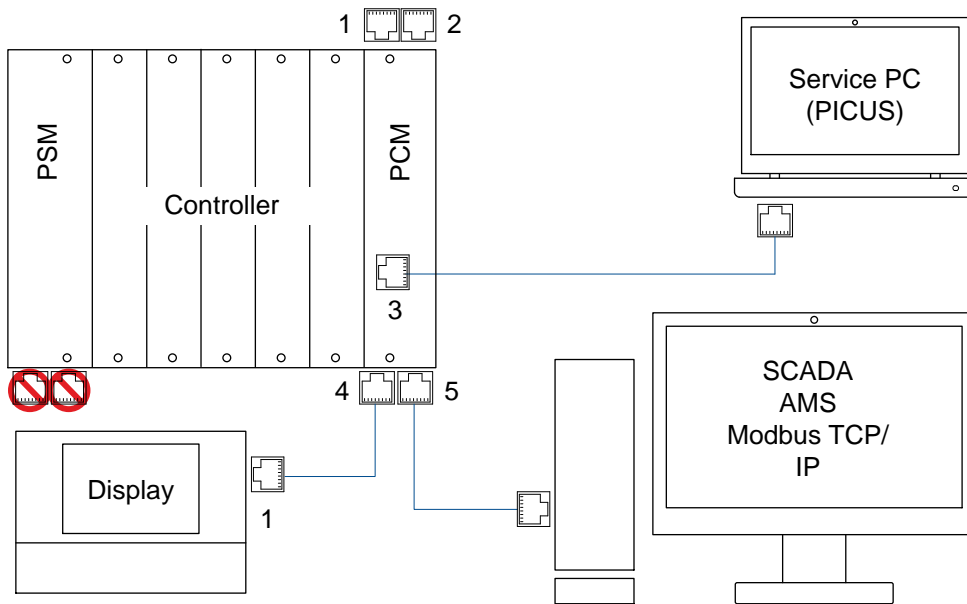 1 2
Service PC
(PICUS)
PSM
PCM
Controller
3
4 5
SCADA
AMS
Modbus TCP/
IP
Display
1